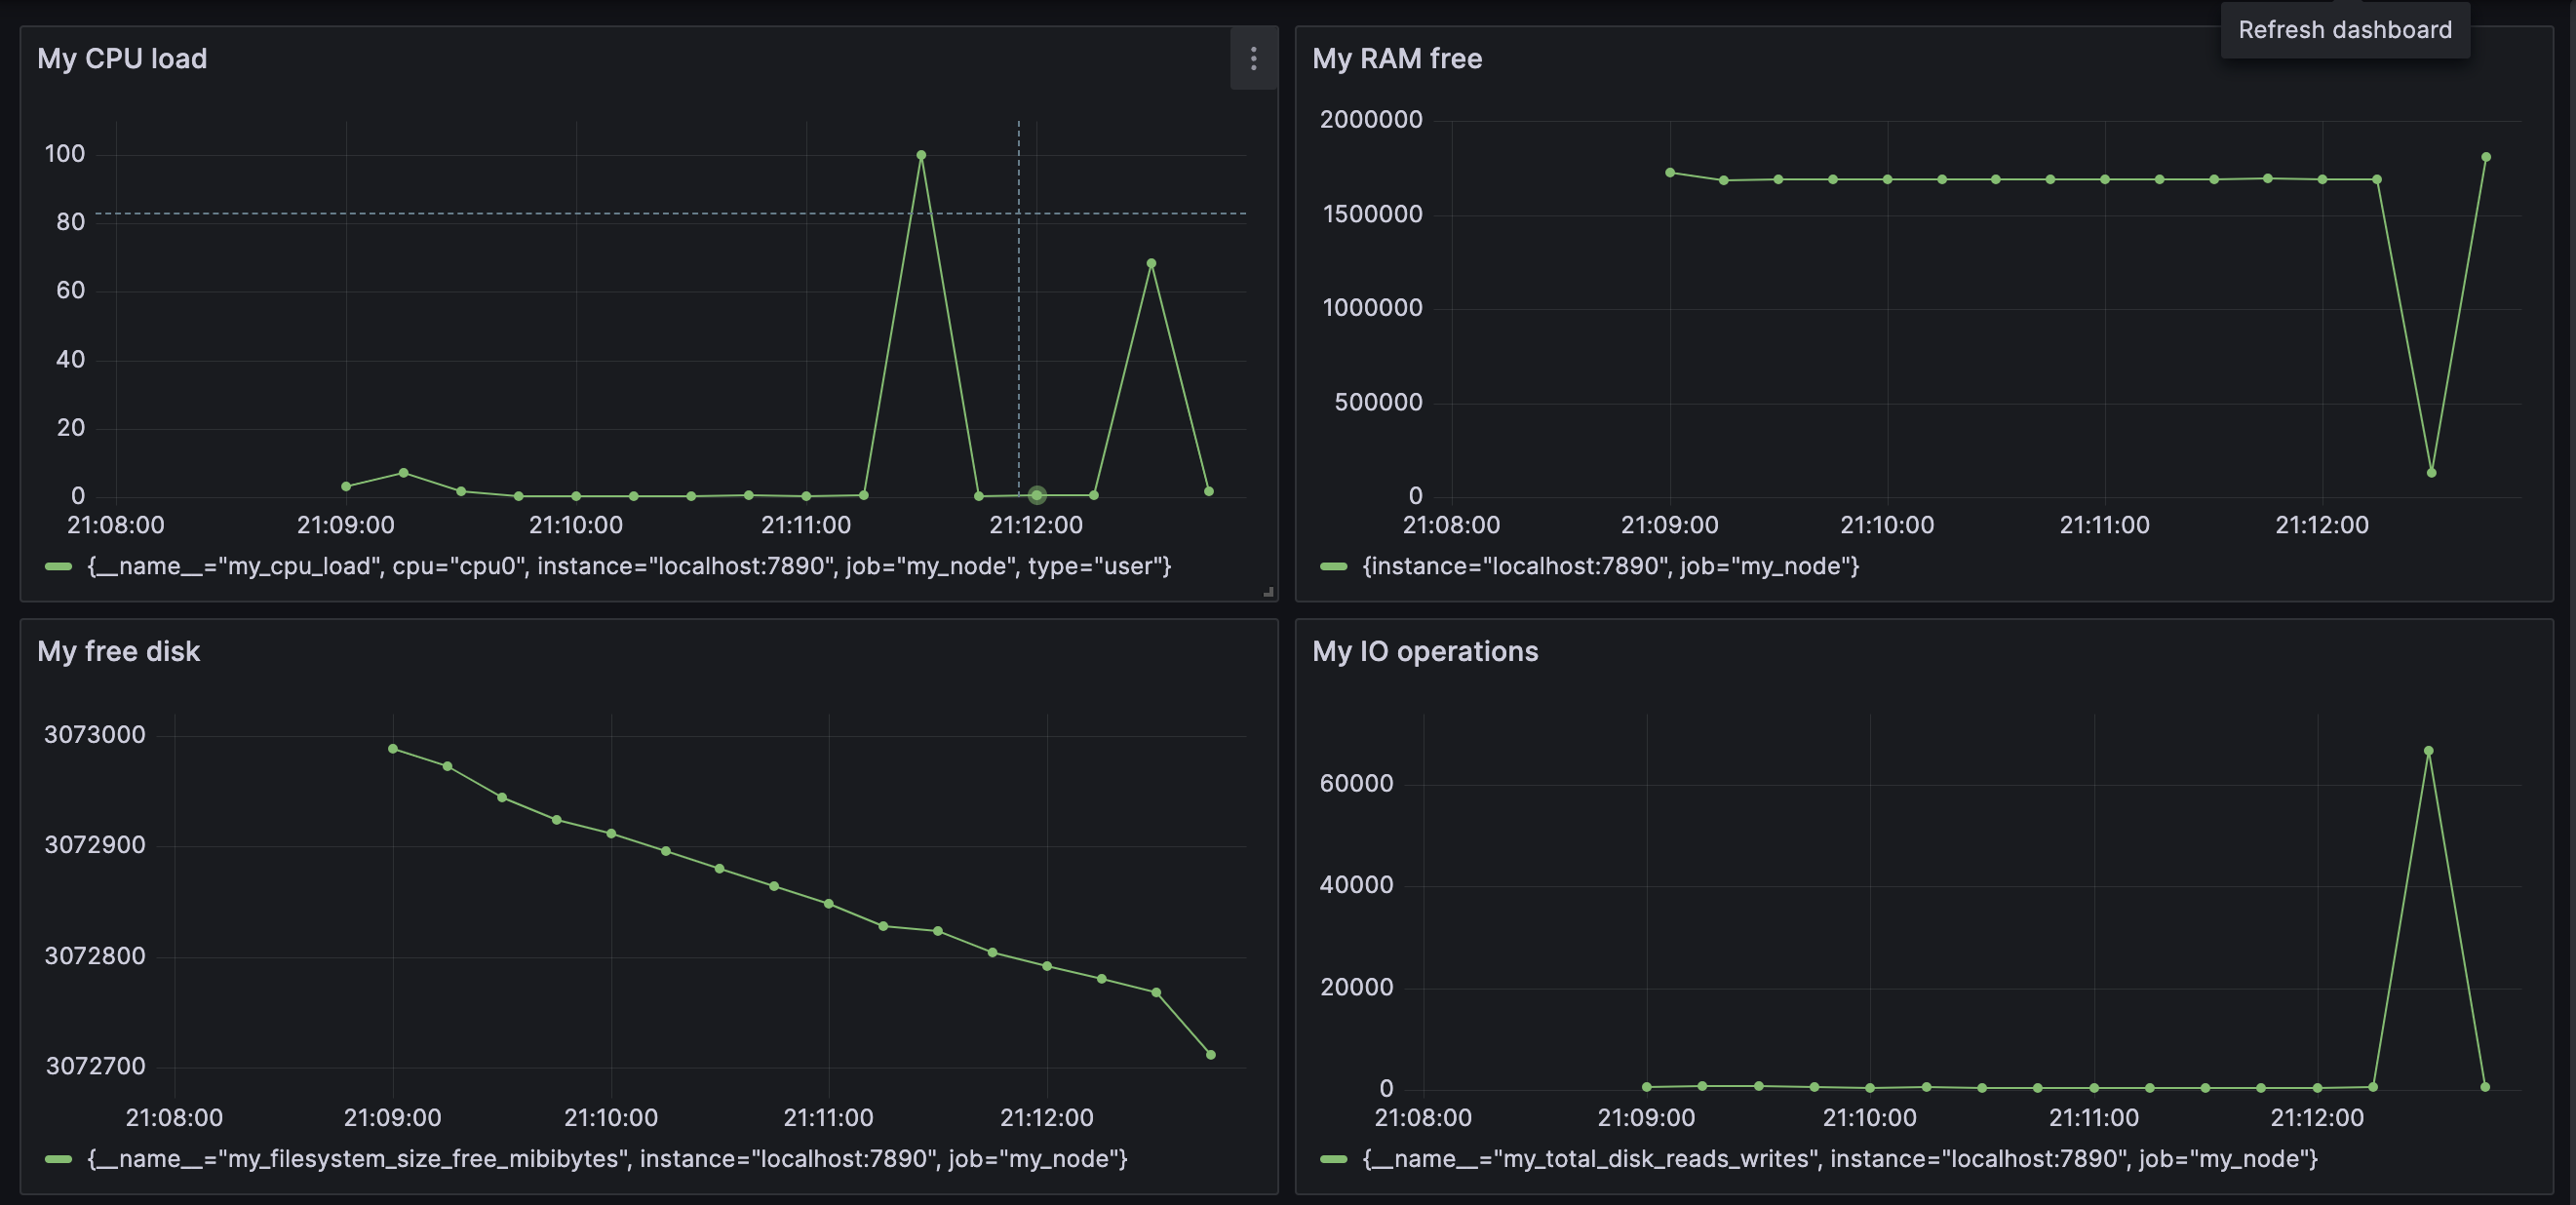 Refresh dashboard
My CPU load
100
80
60
40
20
0
21:08:00 21:09:00 21:10:00 21:11:00 21:12:00
{__name__="my_cpu_load", cpu="cpu0", instance="localhost:7890", job="my_node", type="user"}
My RAM free
2000000
1500000
1000000
500000
0
21:08:00 21:09:00 21:10:00 21:11:00 21:12:00
{instance="localhost:7890", job="my_node"}
My free disk
3073000
3072900
3072800
3072700
21:08:00 21:09:00 21:10:00 21:11:00 21:12:00
{__name__="my_filesystem_size_free_mibibytes", instance="localhost:7890", job="my_node"}
My IO operations
60000
40000
20000
0
21:08:00 21:09:00 21:10:00 21:11:00 21:12:00
{__name__="my_total_disk_reads_writes", instance="localhost:7890", job="my_node"}